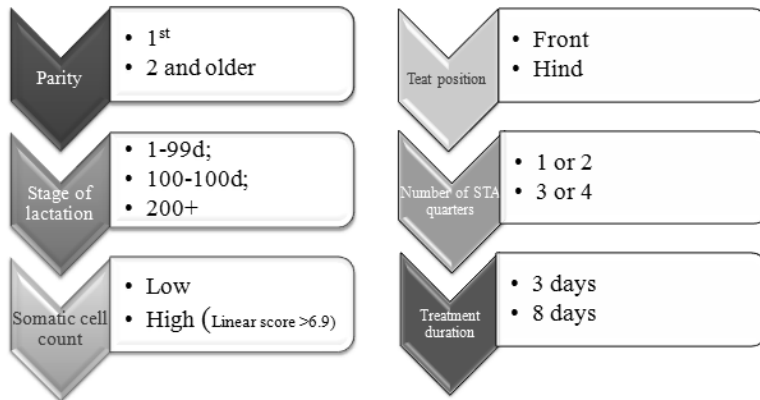 Parity
• 1st
• 2 and older
Stage of
lactation
• 1-99d;
• 100-100d;
• 200+
Somatic cell
count
• Low
• High (Linear score >6.9)
Teat position
• Front
• Hind
Number of STA
quarters
• 1 or 2
• 3 or 4
Treatment
duration
• 3 days
• 8 days